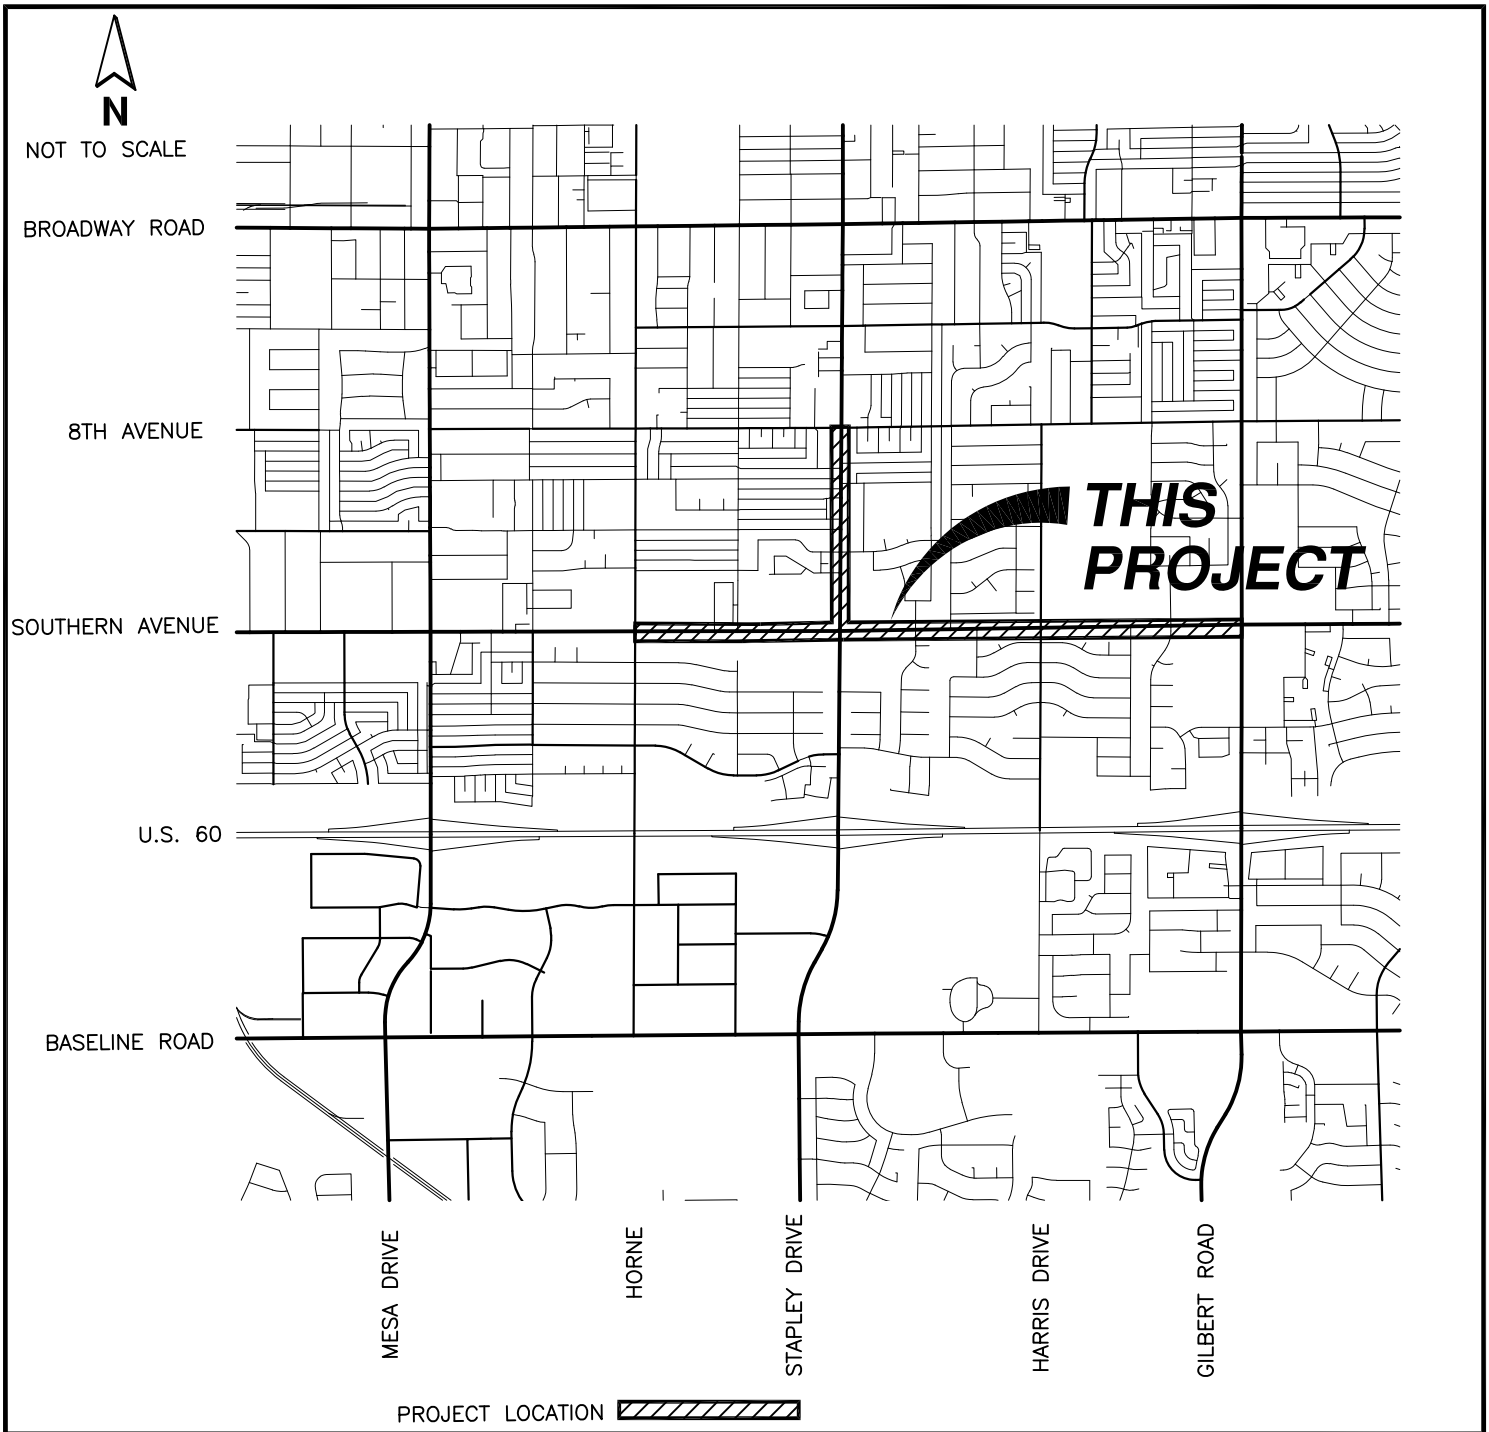 N
NOT TO SCALE
BROADWAY ROAD
8TH AVENUE
THIS
PROJECT
SOUTHERN AVENUE
U.S. 60
BASELINE ROAD
MESA DRIVE
HORNE
STAPLEY DRIVE
HARRIS DRIVE
GILBERT ROAD
PROJECT LOCATION